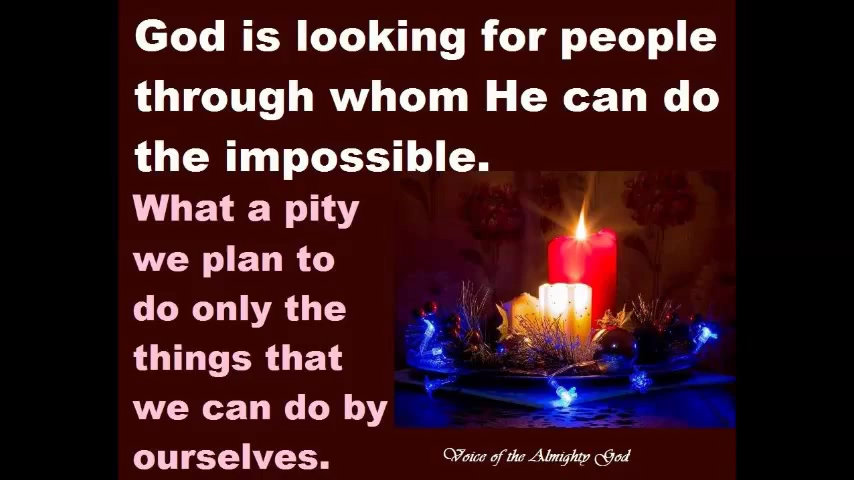 God is looking for people
through whom He can do
the impossible.
What a pity
we plan to
do only the
things that
we can do by
ourselves.
Voice of the Almighty God